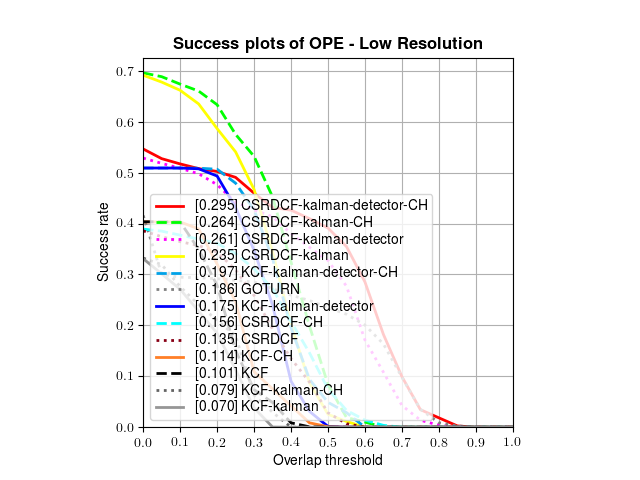 Success plots of OPE - Low Resolution
Success rate
0.7
0.6
0.5
0.4
0.3
0.2
0.1
0.0
[0.295] CSRDCF-kalman-detector-CH
[0.264] CSRDCF-kalman-CH
[0.261] CSRDCF-kalman-detector
[0.235] CSRDCF-kalman
[0.197] KCF-kalman-detector-CH
[0.186] GOTURN
[0.175] KCF-kalman-detector
[0.156] CSRDCF-CH
[0.135] CSRDCF
[0.114] KCF-CH
[0.101] KCF
[0.079] KCF-kalman-CH
[0.070] KCF-kalman
0.0 0.1 0.2 0.3 0.4 0.5 0.6 0.7 0.8 0.9 1.0
Overlap threshold